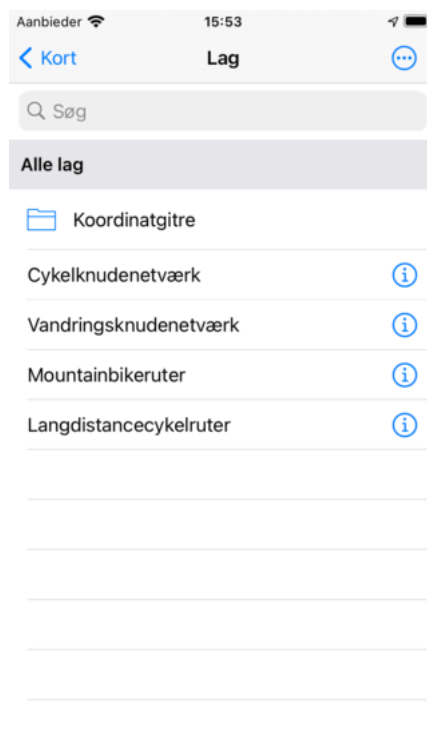 Aanbieder 15:53
Kort Lag
Søg
Alle lag
Koordinatgitre
Cykelknudenetværk
Vandringsknudenetværk
Mountainbikeruter
Langdistancecykelruter